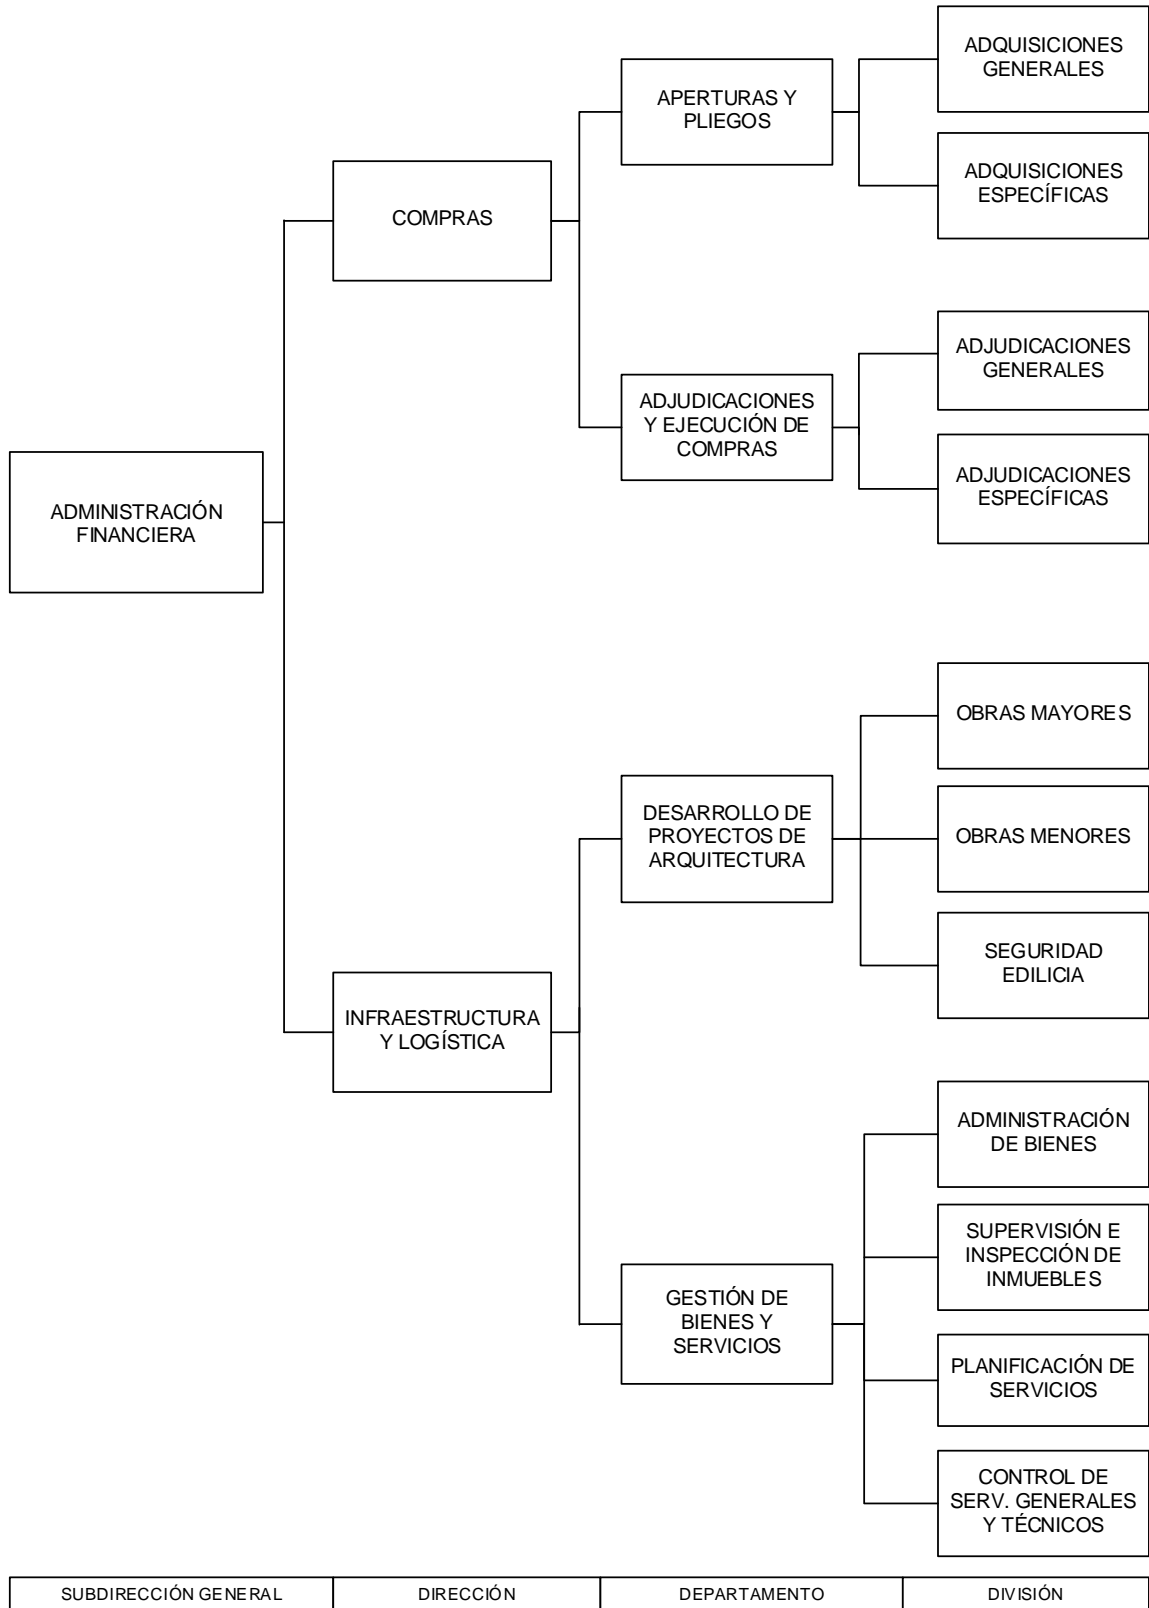 ADQUISICIONES
GENERALES
APERTURAS Y
PLIEGOS
ADQUISICIONES
ESPECÍFICAS
COMPRAS
ADJUDICACIONES
GENERALES
ADJUDICACIONES
Y EJECUCIÓN DE
COMPRAS
ADJUDICACIONES
ESPECÍFICAS
ADMINISTRACIÓN
FINANCIERA
OBRAS MAYORES
DESARROLLO DE
PROYECTOS DE
ARQUITECTURA
OBRAS MENORES
SEGURIDAD
EDILICIA
INFRAESTRUCTURA
Y LOGÍSTICA
ADMINISTRACIÓN
DE BIENES
SUPERVISIÓN E
INSPECCIÓN DE
INMUEBLES
GESTIÓN DE
BIENES Y
SERVICIOS
PLANIFICACIÓN DE
SERVICIOS
CONTROL DE
SERV. GENERALES
Y TÉCNICOS
SUBDIRECCIÓN GENERAL DIRECCIÓN DEPARTAMENTO DIVISIÓN